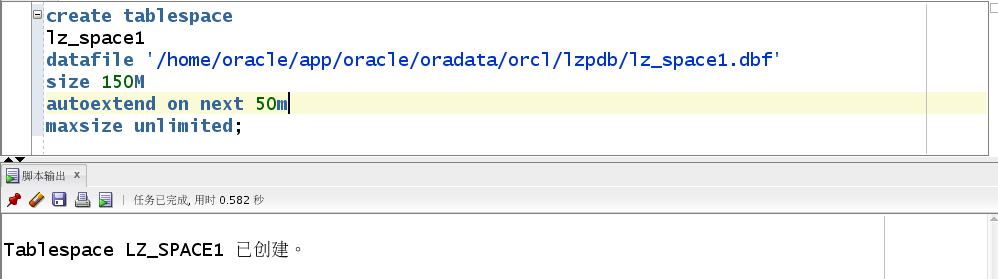 create tablespace
lz_space1
datafile '/home/oracle/app/oracle/oradata/orcl/lzpdb/lz_space1.dbf'
size 150M
autoextend on next 50m
maxsize unlimited;
脚本输出 x
任务已完成, 用时 0.582 秒
Tablespace LZ_SPACE1 已创建。